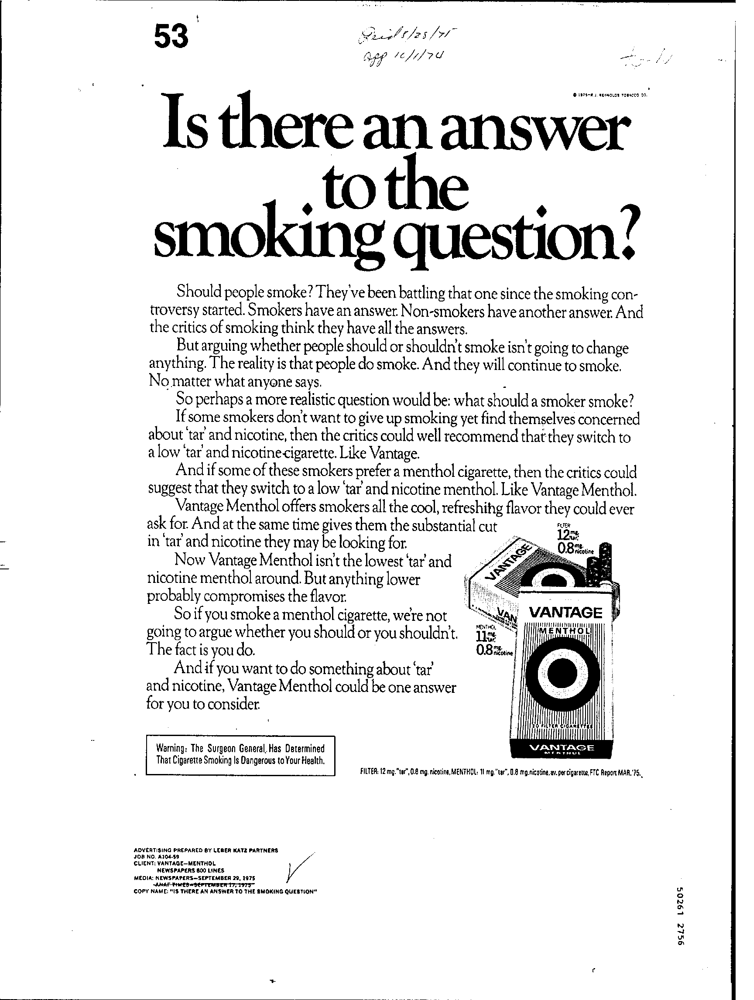 53
app 10/1/74
© 1975—R.J. REYNOLDS TOBACCO CO.
Is there an answer
to the
smoking question?
Should people smoke? They've been battling that one since the smoking con-
troversy started. Smokers have an answer. Non-smokers have another answer. And
the critics of smoking think they have all the answers.
But arguing whether people should or shouldn't smoke isn't going to change
anything. The reality is that people do smoke. And they will continue to smoke.
No matter what anyone says.
So perhaps a more realistic question would be: what should a smoker smoke?
If some smokers don't want to give up smoking yet find themselves concerned
about 'tar' and nicotine, then the critics could well recommend that they switch to
a low 'tar' and nicotine cigarette. Like Vantage.
And if some of these smokers prefer a menthol cigarette, then the critics could
suggest that they switch to a low 'tar' and nicotine menthol. Like Vantage Menthol.
Vantage Menthol offers smokers all the cool, refreshing flavor they could ever
ask for. And at the same time gives them the substantial cut
in 'tar' and nicotine they may be looking for.
Now Vantage Menthol isn't the lowest 'tar' and
nicotine menthol around. But anything lower
probably compromises the flavor.
So if you smoke a menthol cigarette, we're not
going to argue whether you should or you shouldn't.
The fact is you do.
And if you want to do something about 'tar'
and nicotine, Vantage Menthol could be one answer
for you to consider.
FILTER
12 mg. "tar"
0.8 mg. nicotine
VANTAGE
VAN
MENTHOL
11 mg. "tar"
0.8 mg. nicotine
VANTAGE
MENTHOL
20 FILTER CIGARETTES
VANTAGE
MENTHOL
Warning: The Surgeon General Has Determined
That Cigarette Smoking Is Dangerous to Your Health.
FILTER: 12 mg. "tar", 0.8 mg. nicotine, MENTHOL: 11 mg. "tar", 0.8 mg. nicotine, av. per cigarette, FTC Report MAR. '75.
ADVERTISING PREPARED BY LEBER KATZ PARTNERS
JOB NO. A104-59
CLIENT: VANTAGE—MENTHOL
NEWSPAPERS 800 LINES
MEDIA: NEWSPAPERS—SEPTEMBER 29, 1975
TIMES—SEPTEMBER 17, 1975
COPY NAME: "IS THERE AN ANSWER TO THE SMOKING QUESTION"
50261 2756